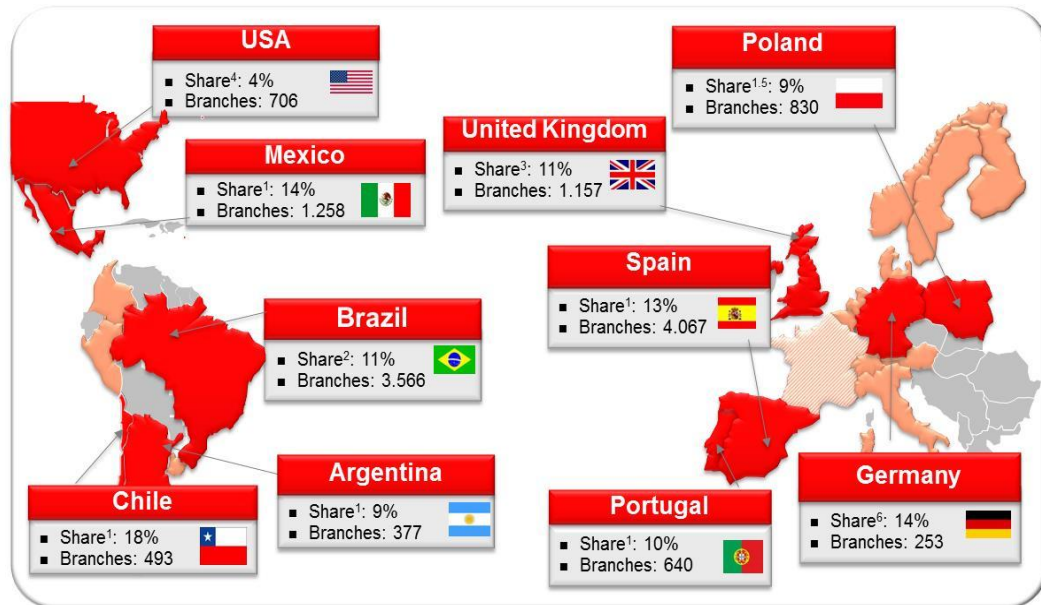 USA
▪ Share⁴: 4%
▪ Branches: 706
Mexico
▪ Share¹: 14%
▪ Branches: 1.258
Brazil
▪ Share²: 11%
▪ Branches: 3.566
Chile
▪ Share¹: 18%
▪ Branches: 493
Argentina
▪ Share¹: 9%
▪ Branches: 377
Poland
▪ Share¹·⁵: 9%
▪ Branches: 830
United Kingdom
▪ Share³: 11%
▪ Branches: 1.157
Spain
▪ Share¹: 13%
▪ Branches: 4.067
Portugal
▪ Share¹: 10%
▪ Branches: 640
Germany
▪ Share⁶: 14%
▪ Branches: 253